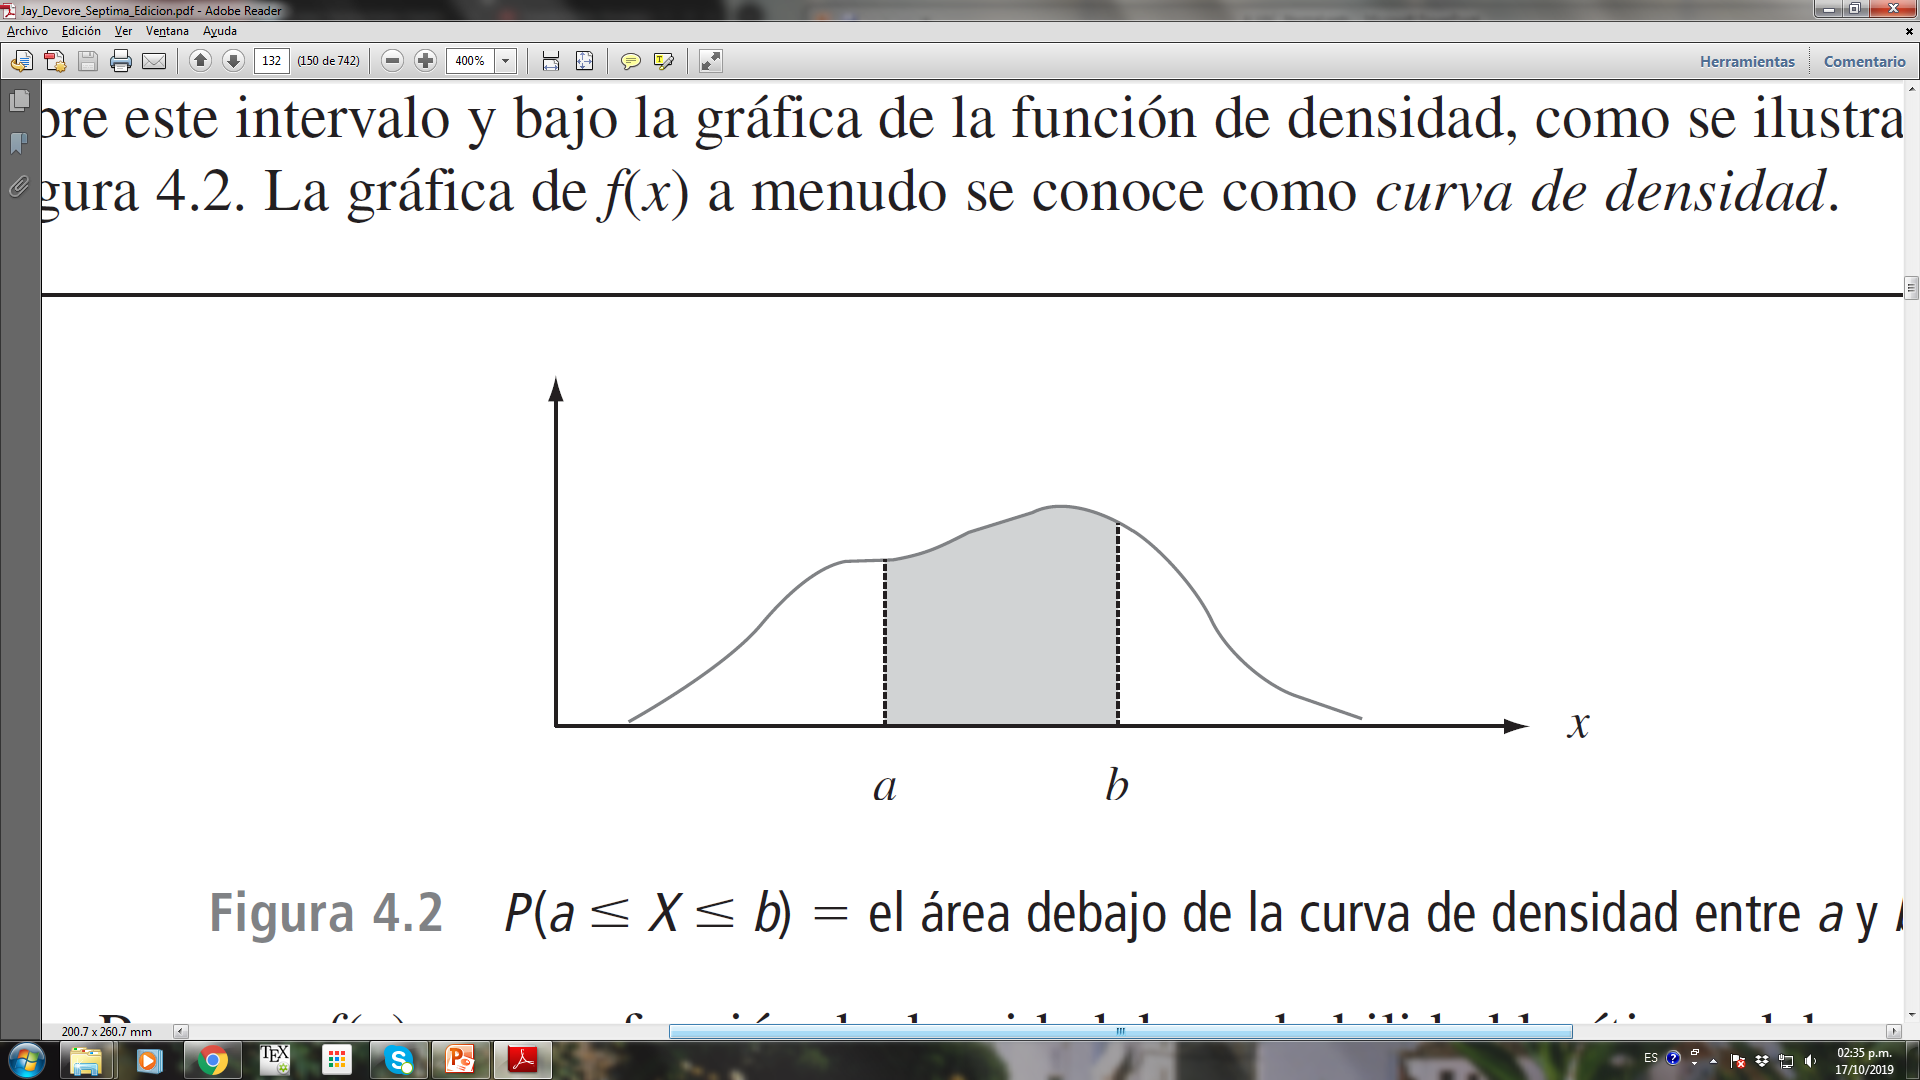 Jay_Devore_Septima_Edicion.pdf - Adobe Reader
Archivo Edición Ver Ventana Ayuda
132 (150 de 742) 400% Herramientas Comentario
este intervalo y bajo la gráfica de la función de densidad, como se ilustra
4.2. La gráfica de f(x) a menudo se conoce como curva de densidad.
x
a b
Figura 4.2 P(a ≤ X ≤ b) = el área debajo de la curva de densidad entre a y
200.7 x 260.7 mm
ES 02:35 p.m.
17/10/2019